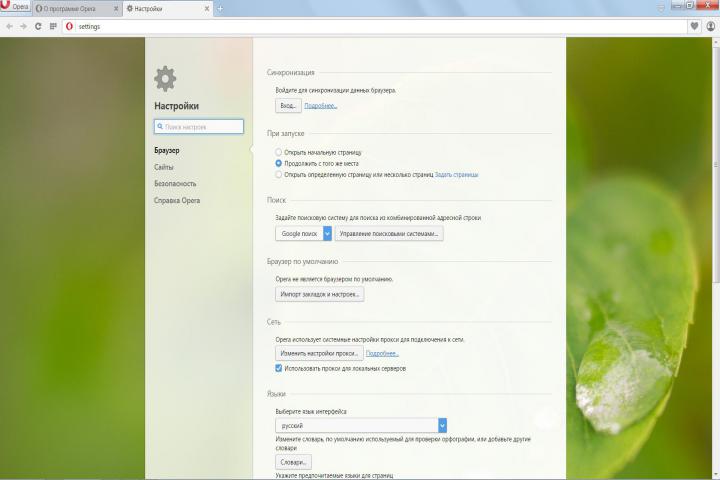 Opera
О программе Opera
Настройки
settings
Настройки
Поиск настроек
Браузер
Сайты
Безопасность
Справка Opera
Синхронизация
Войдите для синхронизации данных браузера.
Вход... Подробнее...
При запуске
Открыть начальную страницу
Продолжить с того же места
Открыть определенную страницу или несколько страниц Задать страницы
Поиск
Задайте поисковую систему для поиска из комбинированной адресной строки
Google поиск Управление поисковыми системами...
Браузер по умолчанию
Opera не является браузером по умолчанию.
Импорт закладок и настроек...
Сеть
Opera использует системные настройки прокси для подключения к сети.
Изменить настройки прокси... Подробнее...
Использовать прокси для локальных серверов
Языки
Выберите язык интерфейса
русский
Измените словарь, по умолчанию используемый для проверки орфографии, или добавьте другие
словари
Словари...
Укажите предпочитаемые языки для страниц